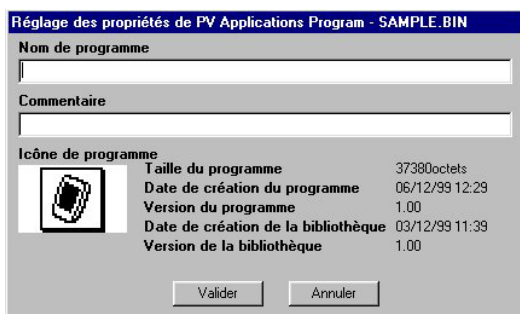 Réglage des propriétés de PV Applications Program - SAMPLE.BIN
Nom de programme
Commentaire
Icône de programme
Taille du programme 37380octets
Date de création du programme 06/12/99 12:29
Version du programme 1.00
Date de création de la bibliothèque 03/12/99 11:39
Version de la bibliothèque 1.00
Valider Annuler